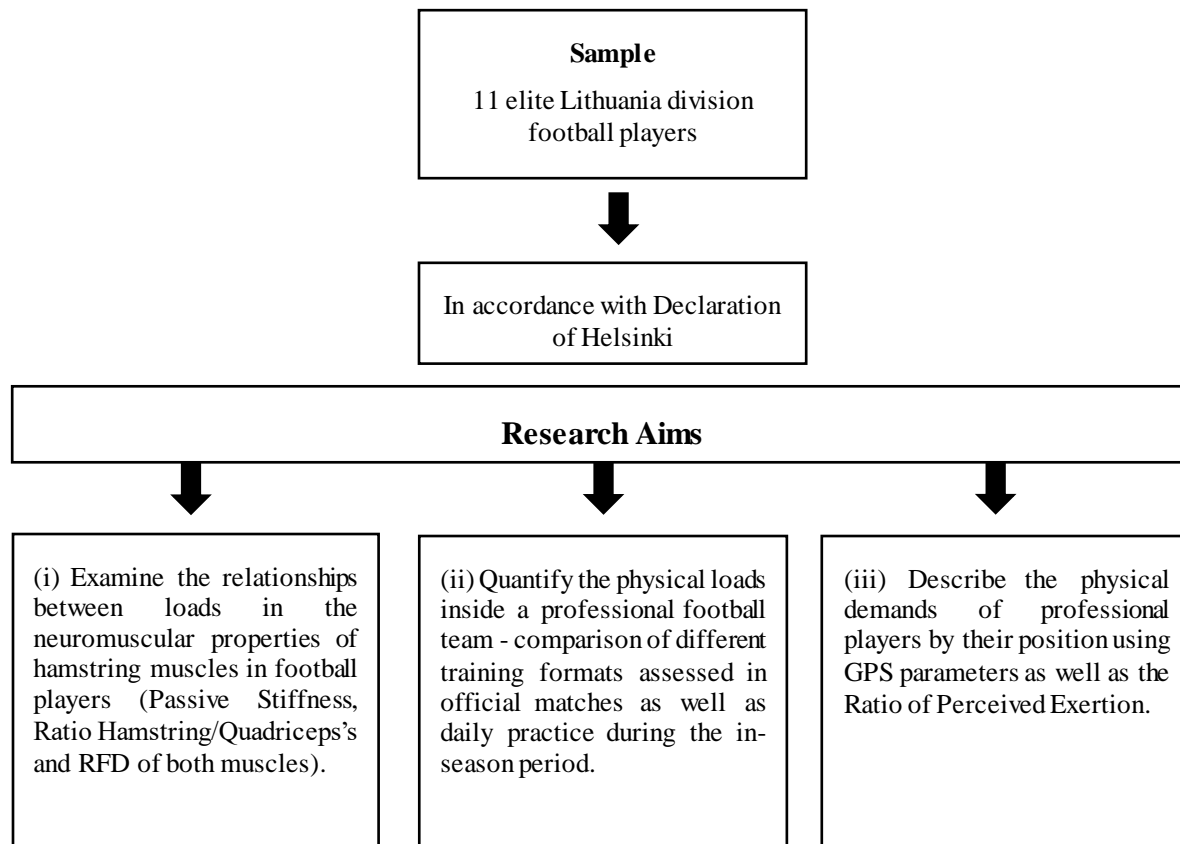 Sample
11 elite Lithuania division
football players
In accordance with Declaration
of Helsinki
Research Aims
(i) Examine the relationships
between loads in the
neuromuscular properties of
hamstring muscles in football
players (Passive Stiffness,
Ratio Hamstring/Quadriceps's
and RFD of both muscles).
(ii) Quantify the physical loads
inside a professional football
team - comparison of different
training formats assessed in
official matches as well as
daily practice during the in-
season period.
(iii) Describe the physical
demands of professional
players by their position using
GPS parameters as well as the
Ratio of Perceived Exertion.